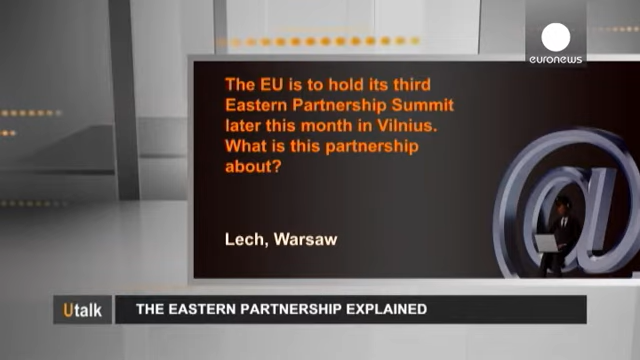 euronews
The EU is to hold its third
Eastern Partnership Summit
later this month in Vilnius.
What is this partnership
about?
Lech, Warsaw
Utalk
THE EASTERN PARTNERSHIP EXPLAINED